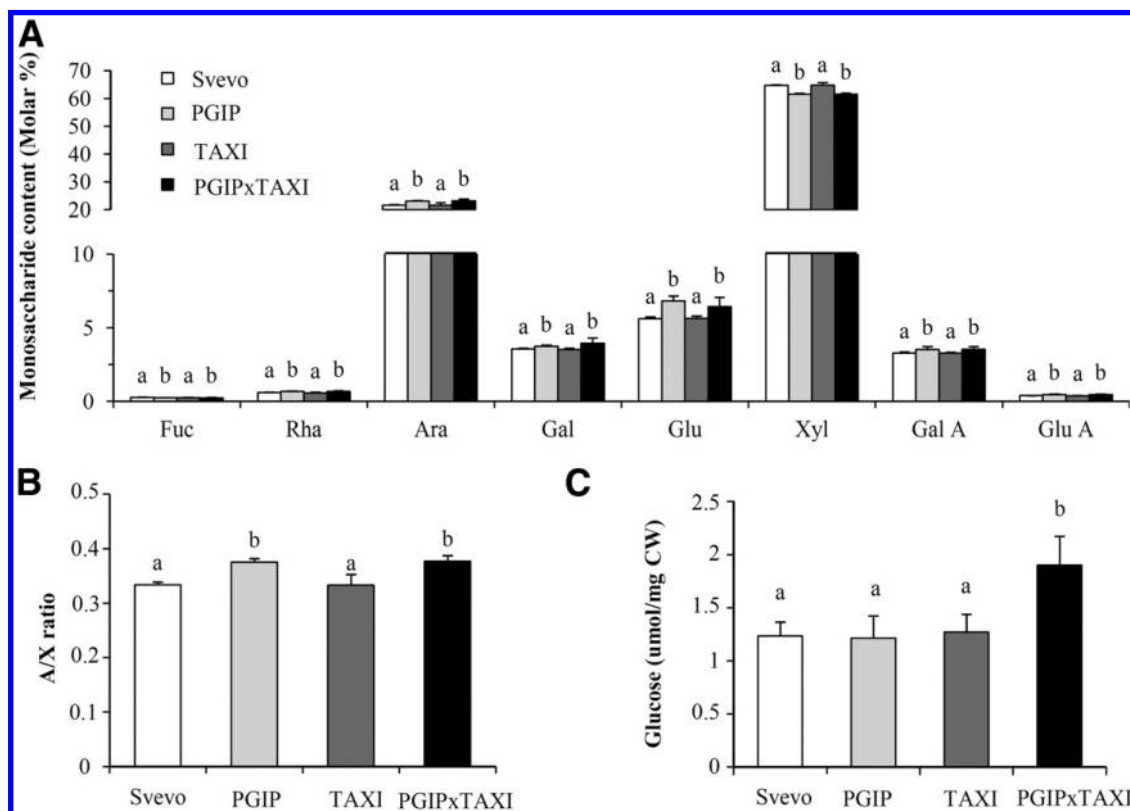 A
Monosaccharide content (Molar %)
70
60
50
40
30
20
10
5
0
Svevo
PGIP
TAXI
PGIPxTAXI
a b a b
a b a b
a b a b
a b a b
a b a b
a b a b
a b a b
a b a b
Fuc Rha Ara Gal Glu Xyl Gal A Glu A
B
A/X ratio
0.5
0.4
0.3
0.2
0.1
0
a b a b
Svevo PGIP TAXI PGIPxTAXI
C
Glucose (umol/mg CW)
2.5
2
1.5
1
0.5
0
a a a b
Svevo PGIP TAXI PGIPxTAXI